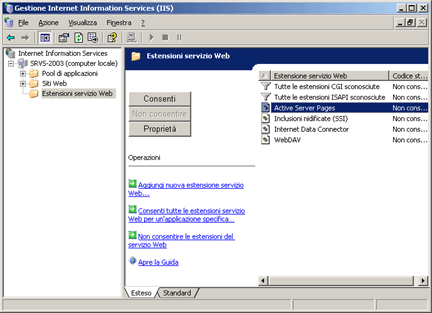 Gestione Internet Information Services (IIS)
File Azione Visualizza Finestra ?
Internet Information Services
SRVS-2003 (computer locale)
Pool di applicazioni
Siti Web
Estensioni servizio Web
Estensioni servizio Web
Consenti
Non consentire
Proprietà
Operazioni
Aggiungi nuova estensione servizio
Web...
Consenti tutte le estensioni servizio
Web per un'applicazione specifica...
Non consentire le estensioni del
servizio Web
Apre la Guida
Estensione servizio Web Codice st...
Tutte le estensioni CGI sconosciute Non cons...
Tutte le estensioni ISAPI sconosciute Non cons...
Active Server Pages Non cons...
Inclusioni nidificate (SSI) Non cons...
Internet Data Connector Non cons...
WebDAV Non cons...
Esteso Standard